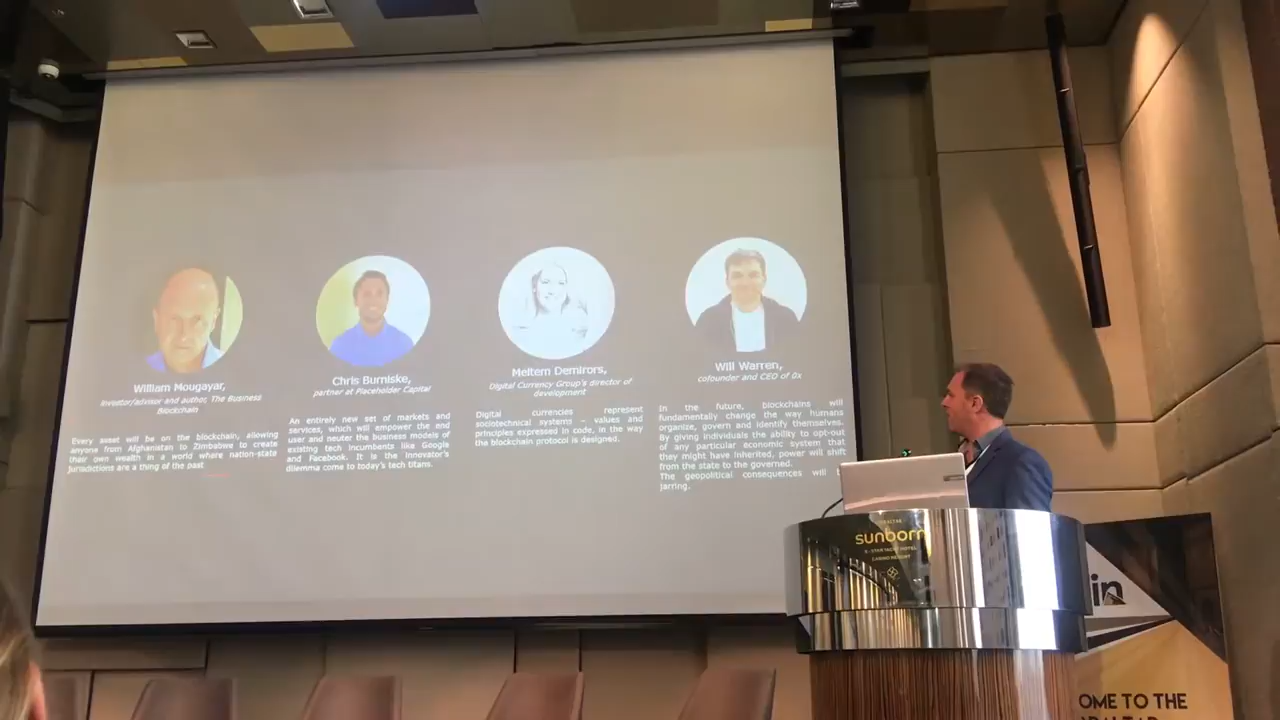 William Mougayar,
Investor/advisor and author, The Business
Blockchain
Every asset will be on the blockchain, allowing
anyone from Afghanistan to Zimbabwe to create
their own wealth in a world where nation-state
jurisdictions are a thing of the past
Chris Burniske,
partner at Placeholder Capital
An entirely new set of markets and
services, which will empower the end
user and neuter the business models of
existing tech incumbents like Google
and Facebook. It is the Innovator's
dilemma come to today's tech titans.
Meltem Demirors,
Digital Currency Group's director of
development
Digital currencies represent
sociotechnical systems – values and
principles expressed in code, in the way
the blockchain protocol is designed.
Will Warren,
cofounder and CEO of 0x
In the future, blockchains will
fundamentally change the way humans
organize, govern and identify themselves.
By giving individuals the ability to opt-out
of any particular economic system that
they might have inherited, power will shift
from the state to the governed.
The geopolitical consequences will b
jarring.
sunborn
5-STAR YACHT HOTEL
CASINO RESORT
in
OME TO THE